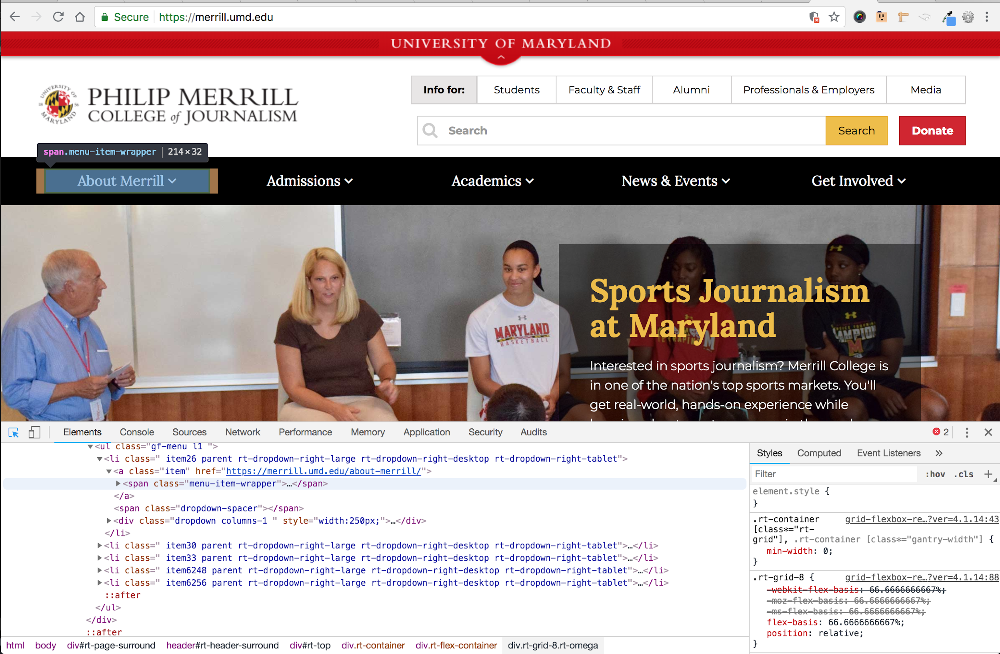 Secure
https://merrill.umd.edu
UNIVERSITY OF MARYLAND
UNIVERSITY OF
18 56
MARYLAND
PHILIP MERRILL
COLLEGE of JOURNALISM
Info for:
Students
Faculty & Staff
Alumni
Professionals & Employers
Media
Search
Search
Donate
span.menu-item-wrapper
214 × 32
About Merrill
Admissions
Academics
News & Events
Get Involved
MARYLAND
BASKETBALL
Sports Journalism
at Maryland
Interested in sports journalism? Merrill College is
in one of the nation's top sports markets. You'll
get real-world, hands-on experience while
Elements
Console
Sources
Network
Performance
Memory
Application
Security
Audits
2
<ul class="gf-menu l1 ">
<li class=" item26 parent rt-dropdown-right-large rt-dropdown-right-desktop rt-dropdown-right-tablet">
<a class="item" href="https://merrill.umd.edu/about-merrill/">
<span class="menu-item-wrapper">…</span>
</a>
<span class="dropdown-spacer"></span>
<div class="dropdown columns-1 " style="width:250px;">…</div>
</li>
<li class=" item30 parent rt-dropdown-right-large rt-dropdown-right-desktop rt-dropdown-right-tablet">…</li>
<li class=" item33 parent rt-dropdown-right-large rt-dropdown-right-desktop rt-dropdown-right-tablet">…</li>
<li class=" item6248 parent rt-dropdown-right-large rt-dropdown-right-desktop rt-dropdown-right-tablet">…</li>
<li class=" item6256 parent rt-dropdown-right-large rt-dropdown-right-desktop rt-dropdown-right-tablet">…</li>
::after
</ul>
</div>
::after
html body div#rt-page-surround header#rt-header-surround div#rt-top div.rt-container div.rt-flex-container div.rt-grid-8.rt-omega
Styles
Computed
Event Listeners
»
Filter
:hov .cls +
element.style {
}
.rt-container grid-flexbox-re…?ver=4.1.14:43
[class*="rt-
grid"], .rt-container [class*="gantry-width"] {
min-width: 0;
}
.rt-grid-8 { grid-flexbox-re…?ver=4.1.14:88
-webkit-flex-basis: 66.6666666667%;
-moz-flex-basis: 66.6666666667%;
-ms-flex-basis: 66.6666666667%;
flex-basis: 66.6666666667%;
position: relative;
}